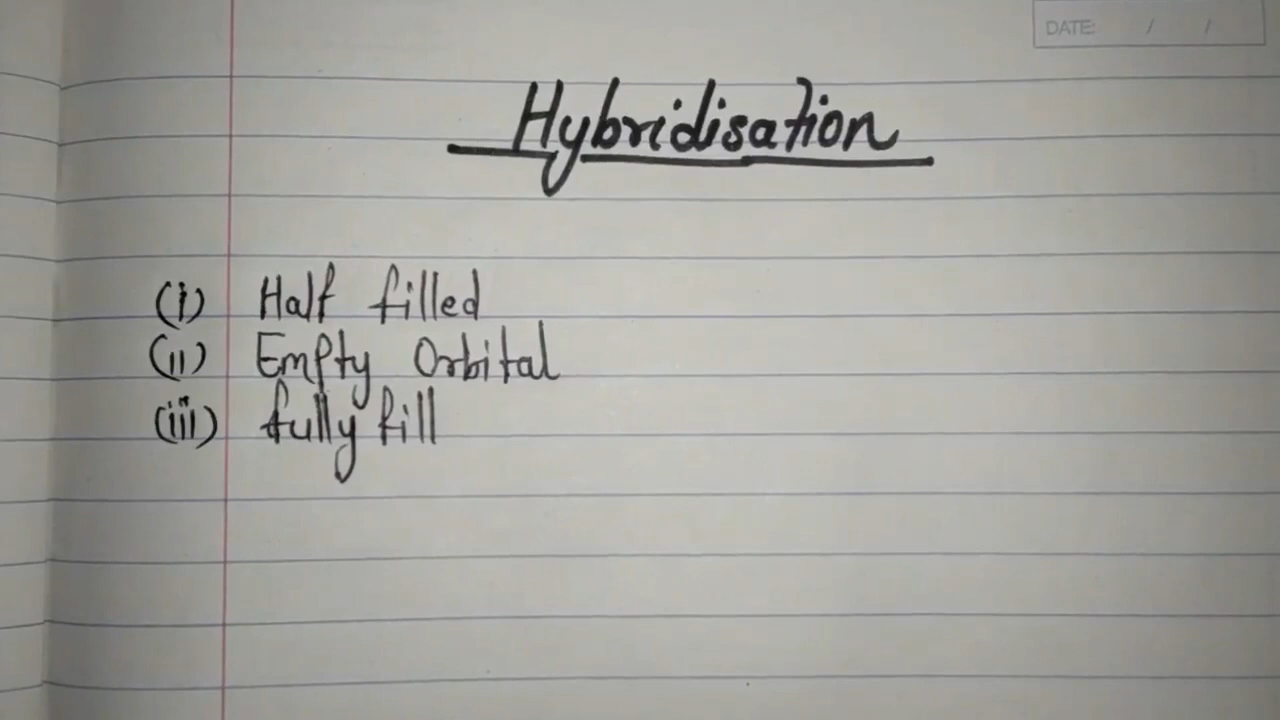 DATE: / /
Hybridisation
(i) Half filled
(ii) Empty Orbital
(iii) fully fill